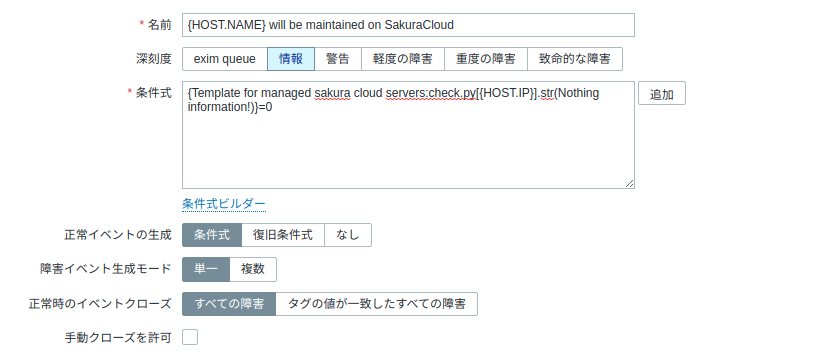 * 名前 {HOST.NAME} will be maintained on SakuraCloud
深刻度 exim queue 情報 警告 軽度の障害 重度の障害 致命的な障害
* 条件式 {Template for managed sakura cloud servers:check.py[{HOST.IP}].str(Nothing 追加
information!)}=0
条件式ビルダー
正常イベントの生成 条件式 復旧条件式 なし
障害イベント生成モード 単一 複数
正常時のイベントクローズ すべての障害 タグの値が一致したすべての障害
手動クローズを許可